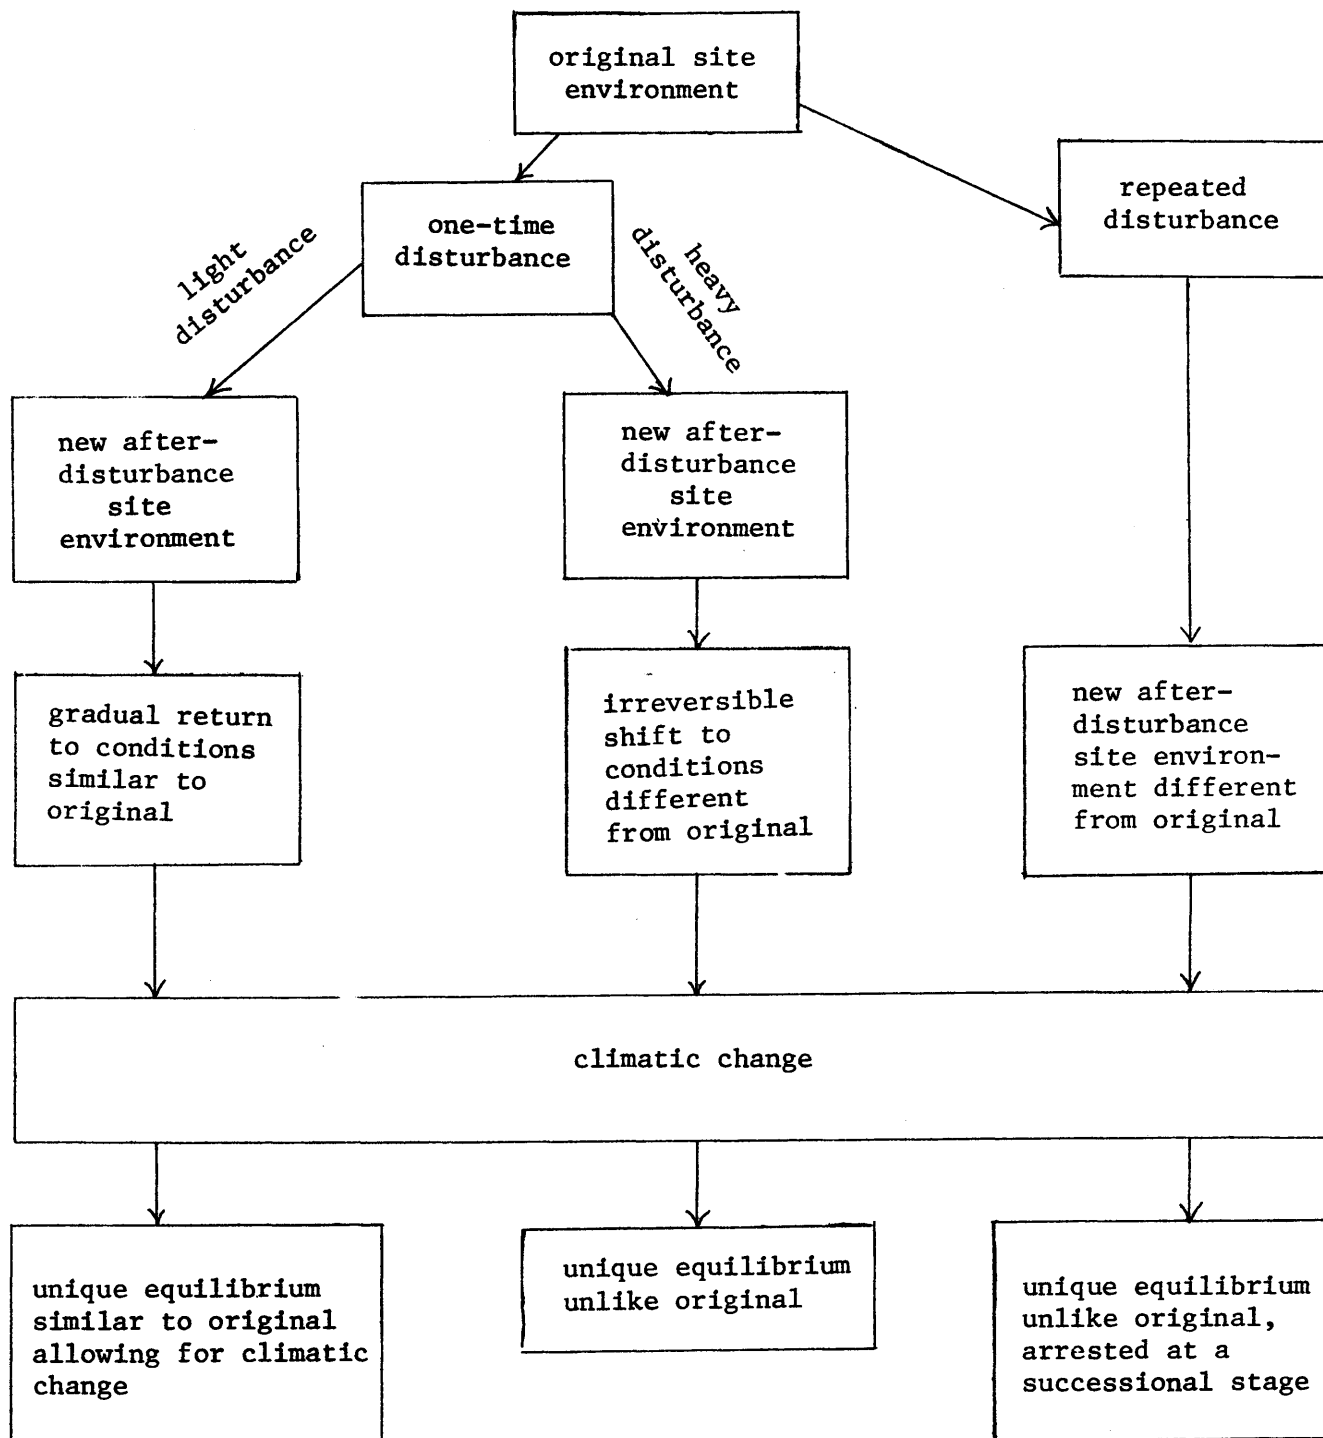 original site
environment
one-time
disturbance
repeated
disturbance
light
disturbance
heavy
disturbance
new after-
disturbance
site
environment
new after-
disturbance
site
environment
gradual return
to conditions
similar to
original
irreversible
shift to
conditions
different
from original
new after-
disturbance
site environ-
ment different
from original
climatic change
unique equilibrium
similar to original
allowing for climatic
change
unique equilibrium
unlike original
unique equilibrium
unlike original,
arrested at a
successional stage